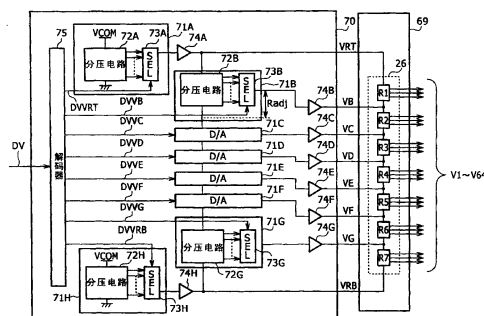 75
VCOM
72A
73A
71A
74A
分压电路
SEL
70
69
VRT
26
DVVRT
DVVB
DVVC
DVVD
DVVE
DVVF
DVVG
DVVRB
DV
解码器
72B
73B
71B
分压电路
SEL
Radj
74B
VB
71C
D/A
74C
VC
71D
D/A
74D
VD
71E
D/A
74E
VE
71F
D/A
74F
VF
71G
分压电路
SEL
72G
73G
74G
VG
VCOM
72H
分压电路
SEL
71H
73H
74H
VRB
R1
R2
R3
R4
R5
R6
R7
V1~V64